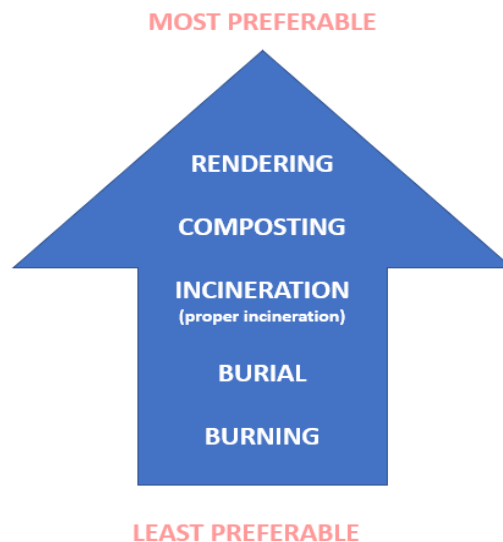 MOST PREFERABLE
RENDERING
COMPOSTING
INCINERATION
(proper incineration)
BURIAL
BURNING
LEAST PREFERABLE